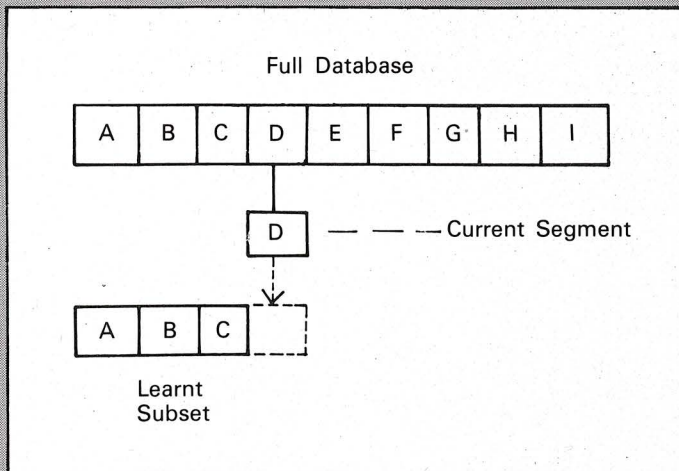 Full Database
A B C D E F G H I
D Current Segment
A B C
Learnt
Subset